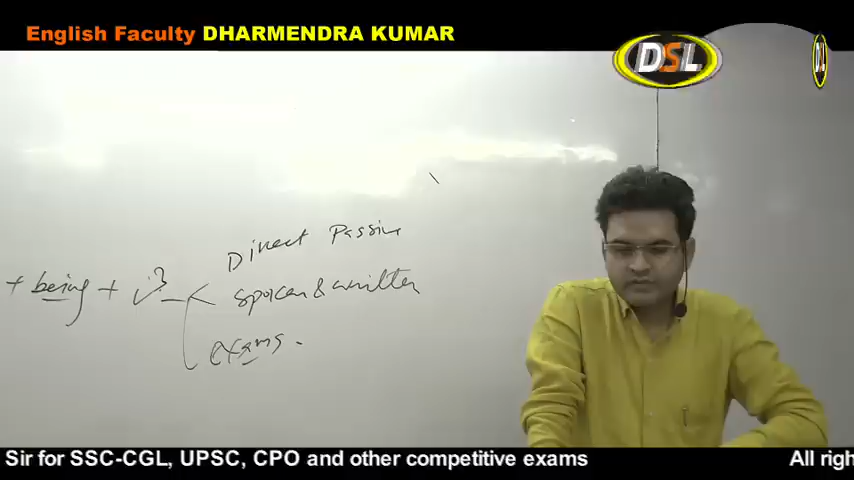 English Faculty DHARMENDRA KUMAR
DSL
DSL
Direct Passive
+ being + v3
spoken & written
exams.
Sir for SSC-CGL, UPSC, CPO and other competitive exams
All righ